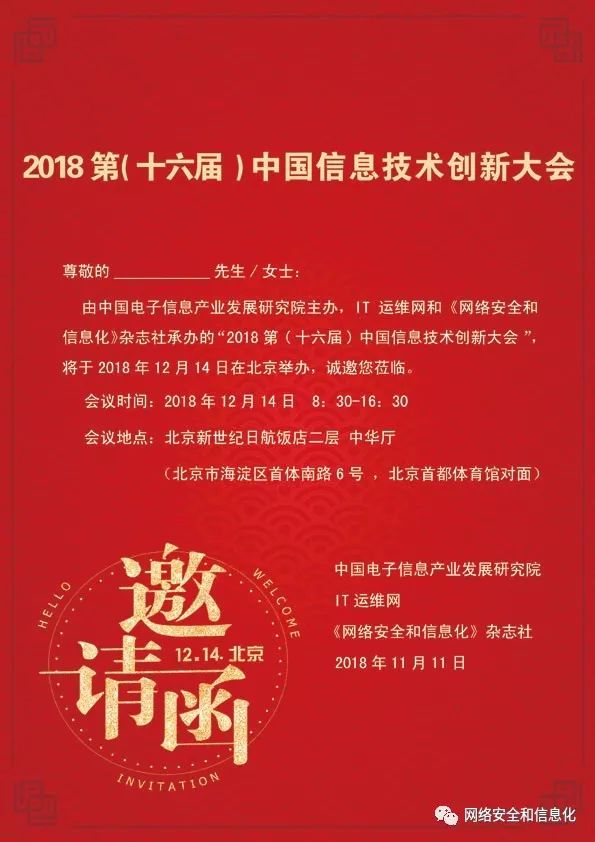 2018 第(十六届)中国信息技术创新大会
尊敬的 ___________ 先生/女士:
由中国电子信息产业发展研究院主办，IT 运维网和《网络安全和
信息化》杂志社承办的“2018 第(十六届)中国信息技术创新大会”，
将于 2018 年 12 月 14 日在北京举办，诚邀您莅临。
会议时间: 2018 年 12 月 14 日 8: 30-16: 30
会议地点: 北京新世纪日航饭店二层 中华厅
(北京市海淀区首体南路 6 号 ，北京首都体育馆对面)
HELLO
WELCOME
邀
请函
12.14.北京
INVITATION
中国电子信息产业发展研究院
IT 运维网
《网络安全和信息化》杂志社
2018 年 11 月 11 日
网络安全和信息化